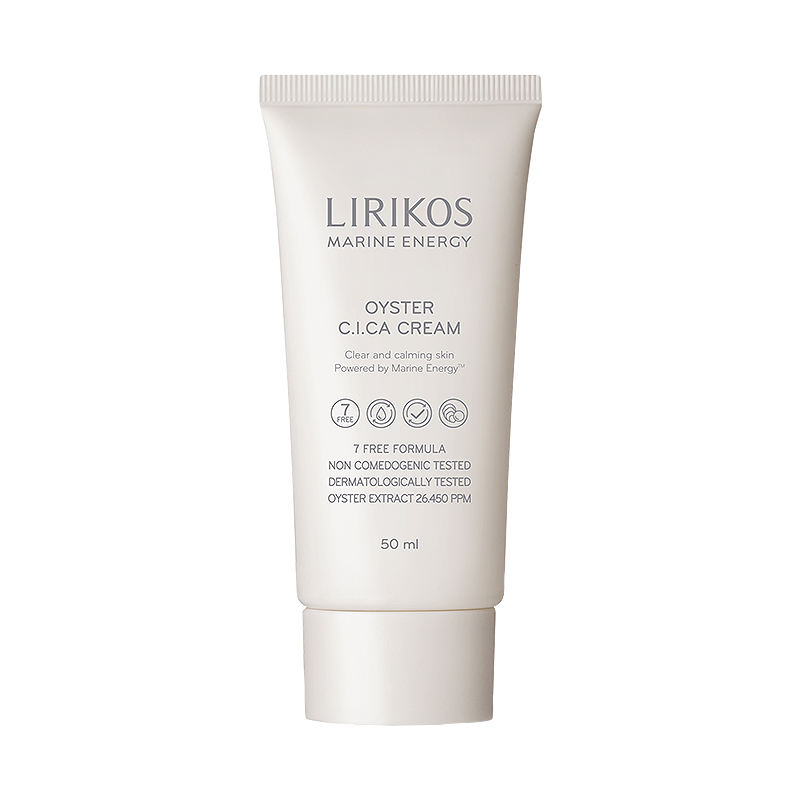 LIRIKOS
MARINE ENERGY
OYSTER
C.I.CA CREAM
Clear and calming skin
Powered by Marine Energy™
7
FREE
7 FREE FORMULA
NON COMEDOGENIC TESTED
DERMATOLOGICALLY TESTED
OYSTER EXTRACT 26.450 PPM
50 ml